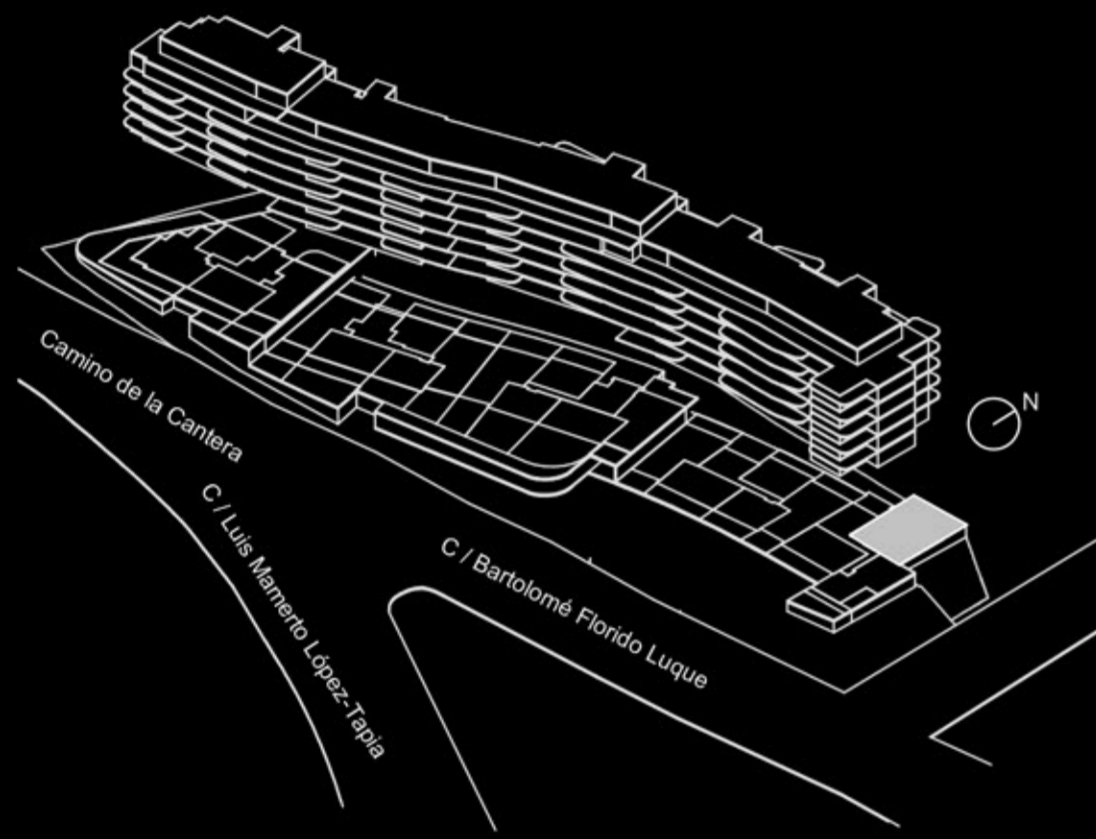 N
Camino de la Cantera
C / Luis Mamerto López-Tapia
C / Bartolomé Florido Luque